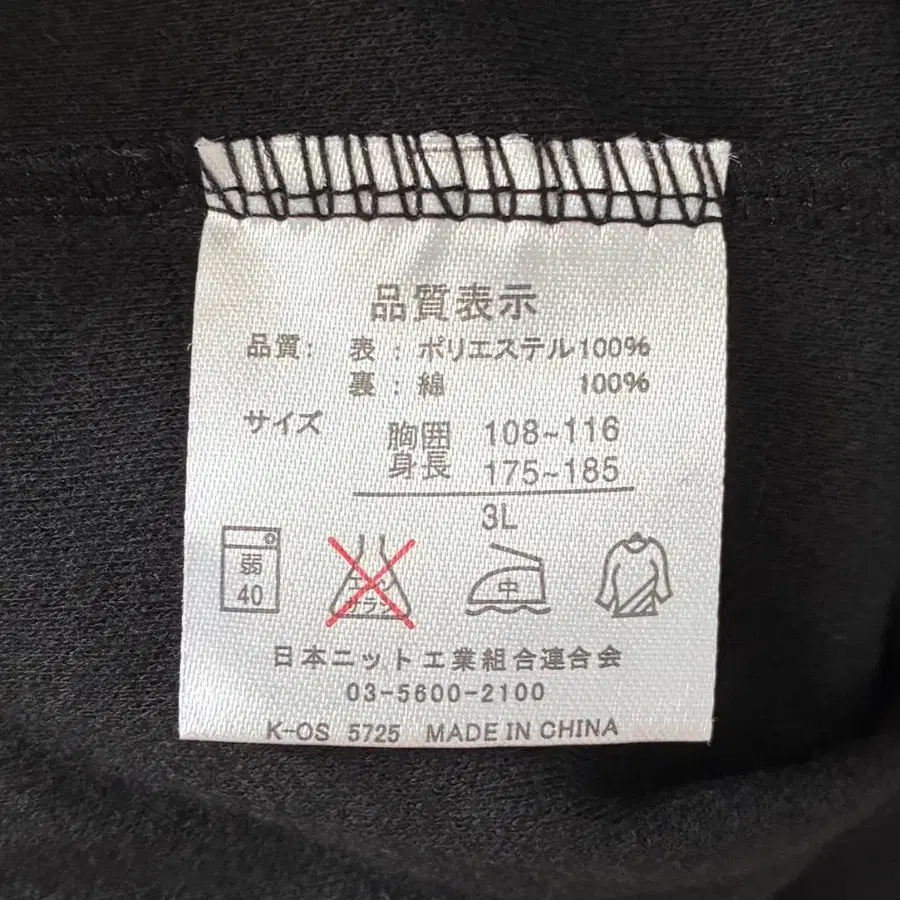 品質表示
品質: 表:ポリエステル100%
裏:綿 100%
サイズ
胸囲 108~116
身長 175~185
3L
弱
40
エンソ
サラシ
中
日本ニット工業組合連合会
03-5600-2100
K-OS 5725 MADE IN CHINA